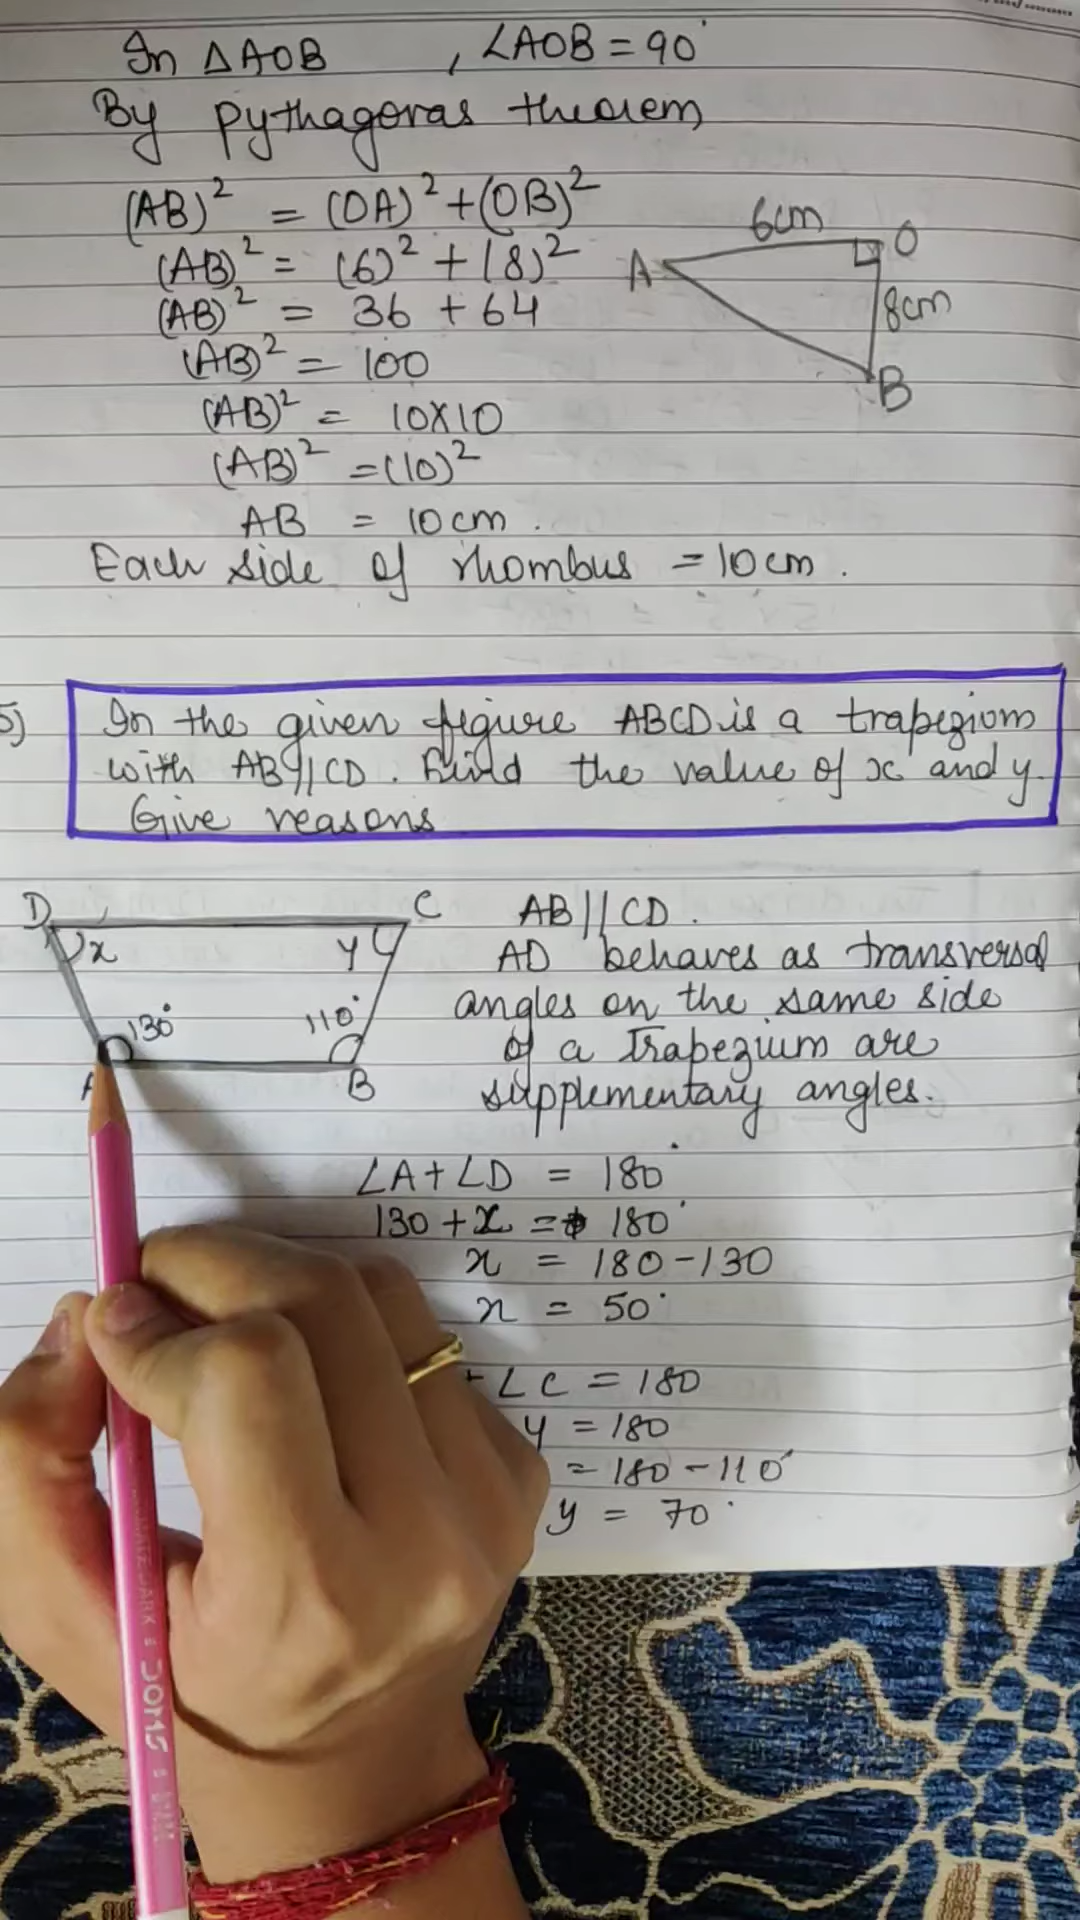 In ΔAOB , ∠AOB = 90°
By pythagoras theorem
(AB)² = (OA)² + (OB)²
(AB)² = (6)² + (8)²
(AB)² = 36 + 64
(AB)² = 100
(AB)² = 10×10
(AB)² = (10)²
AB = 10cm.
Each side of rhombus = 10cm.
6cm
A
O
8cm
B
5) In the given figure ABCD is a trapezium
with AB//CD. Find the value of x and y.
Give reasons
D C
x y
130° 110°
A B
AB//CD.
AD behaves as transversal
angles on the same side
of a Trapezium are
supplementary angles.
∠A + ∠D = 180°
130 + x = 180°
x = 180 - 130
x = 50°
∠C = 180
y = 180
= 180 - 110°
y = 70°
DOMS